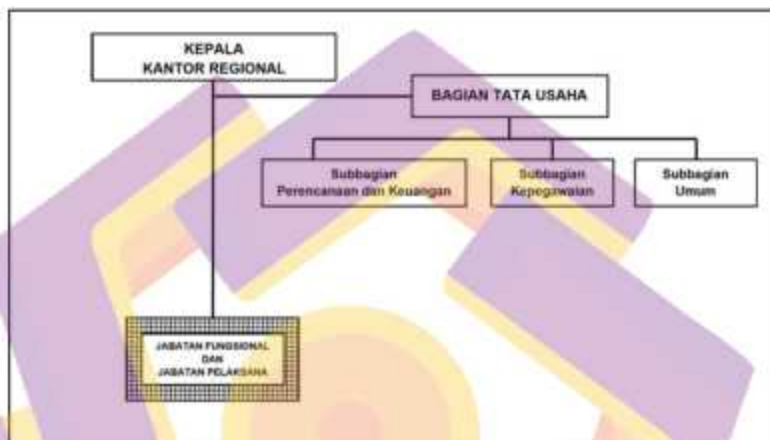 KEPALA
KANTOR REGIONAL
BAGIAN TATA USAHA
Subbagian
Perencanaan dan Keuangan
Subbagian
Kepegawaian
Subbagian
Umum
JABATAN FUNGSIONAL
DAN
JABATAN PELAKSANA